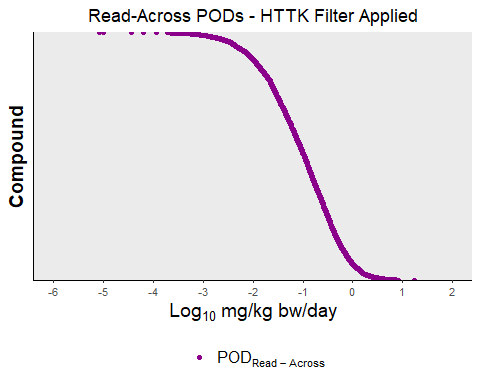 Read-Across PODs - HTTK Filter Applied
Compound
-6 -5 -4 -3 -2 -1 0 1 2
Log10 mg/kg bw/day
PODRead − Across